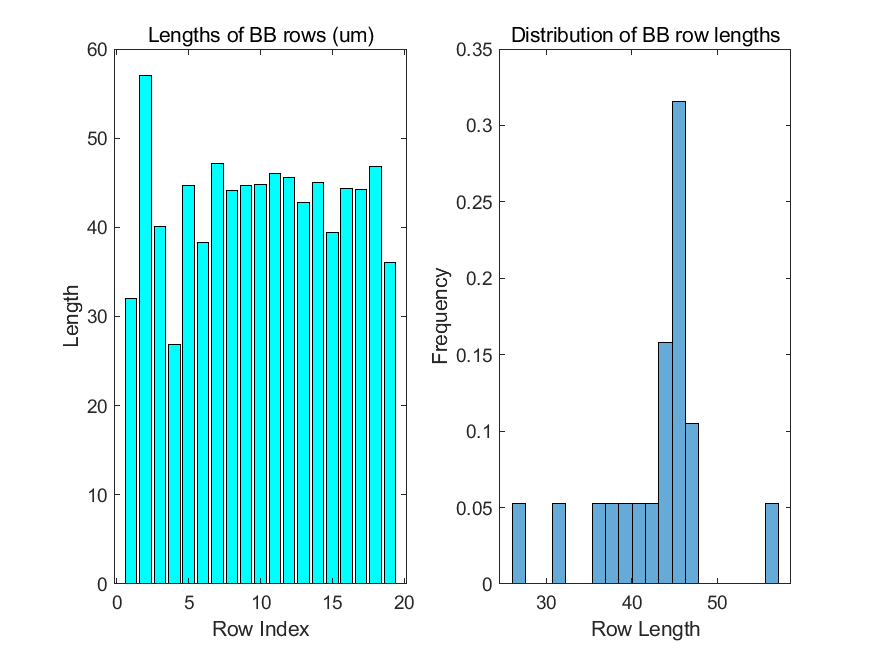 Lengths of BB rows (um)
60
50
40
30
20
10
0
Length
0 5 10 15 20
Row Index
Distribution of BB row lengths
0.35
0.3
0.25
0.2
0.15
0.1
0.05
0
Frequency
30 40 50
Row Length